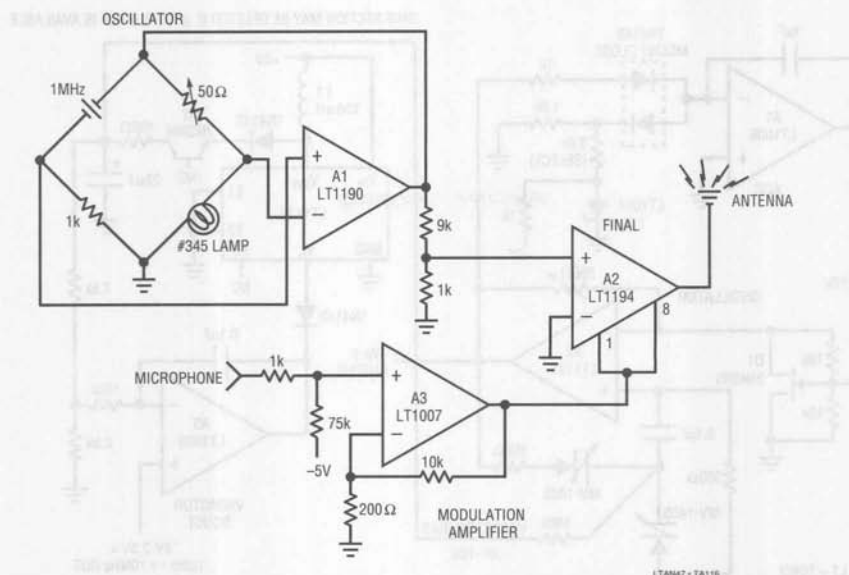 OSCILLATOR
1MHz
50Ω
+
A1
LT1190
−
1k
#345 LAMP
9k
1k
ANTENNA
FINAL
+
A2
LT1194
−
1
8
MICROPHONE
1k
75k
−5V
+
A3
LT1007
−
10k
200Ω
MODULATION
AMPLIFIER